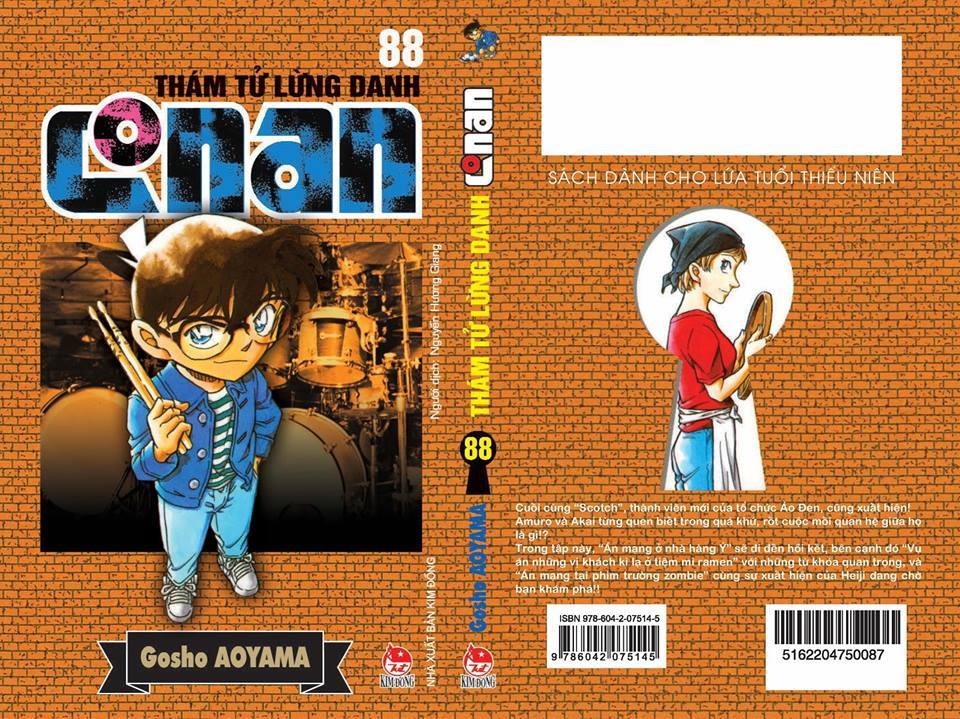 88
THÁM TỬ LỪNG DANH
Conan
Người dịch: Nguyễn Hương Giang
NHÀ XUẤT BẢN KIM ĐỒNG
Gosho AOYAMA
KIM ĐỒNG
Conan
THÁM TỬ LỪNG DANH
88
Gosho AOYAMA
KIM ĐỒNG
SÁCH DÀNH CHO LỨA TUỔI THIẾU NIÊN
Cuối cùng "Scotch", thành viên mới của tổ chức Áo Đen, cũng xuất hiện!
Amuro và Akai từng quen biết trong quá khứ, rốt cuộc mối quan hệ giữa họ
là gì!?
Trong tập này, "Án mạng ở nhà hàng Ý" sẽ đi đến hồi kết, bên cạnh đó "Vụ
án những vị khách kì lạ ở tiệm mì ramen" với những từ khóa quan trọng, và
"Án mạng tại phim trường zombie" cùng sự xuất hiện của Heiji đang chờ
bạn khám phá!!
ISBN 978-604-2-07514-5
9 786042 075145
5162204750087